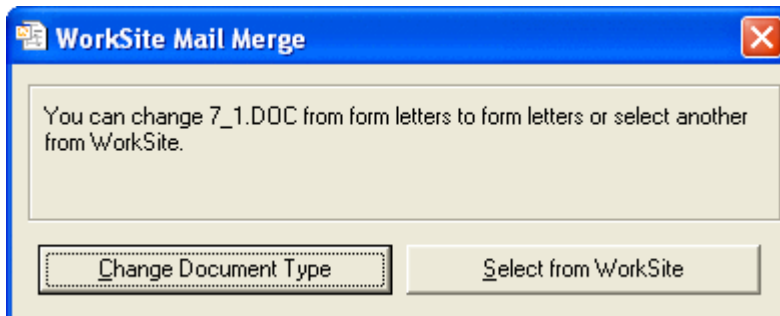 WorkSite Mail Merge
You can change 7_1.DOC from form letters to form letters or select another
from WorkSite.
Change Document Type
Select from WorkSite